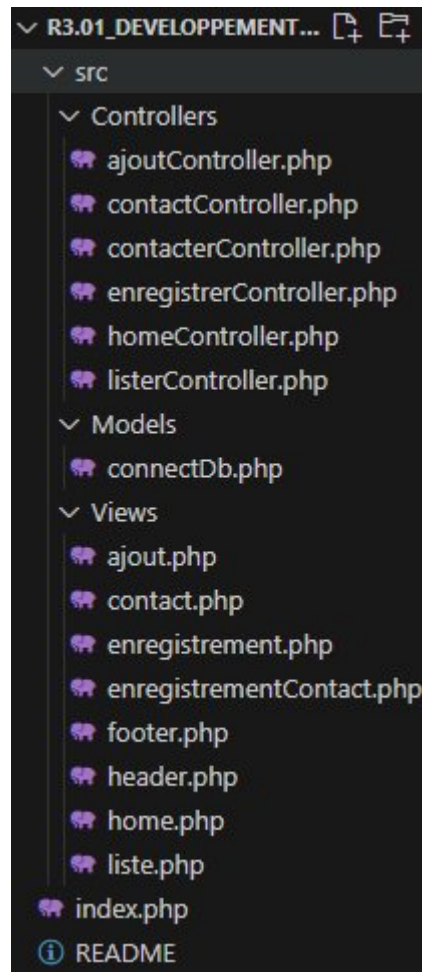 R3.01_DEVELOPPEMENT...
src
Controllers
ajoutController.php
contactController.php
contacterController.php
enregistrerController.php
homeController.php
listerController.php
Models
connectDb.php
Views
ajout.php
contact.php
enregistrement.php
enregistrementContact.php
footer.php
header.php
home.php
liste.php
index.php
README